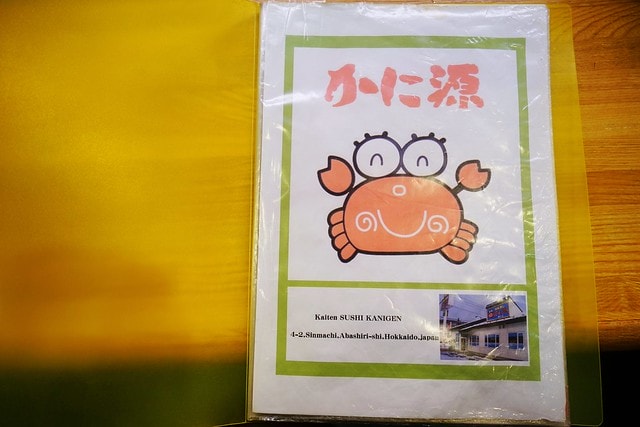 かに源
Kaiten SUSHI KANIGEN
4-2.Sinmachi.Abashiri-shi.Hokkaido.japan